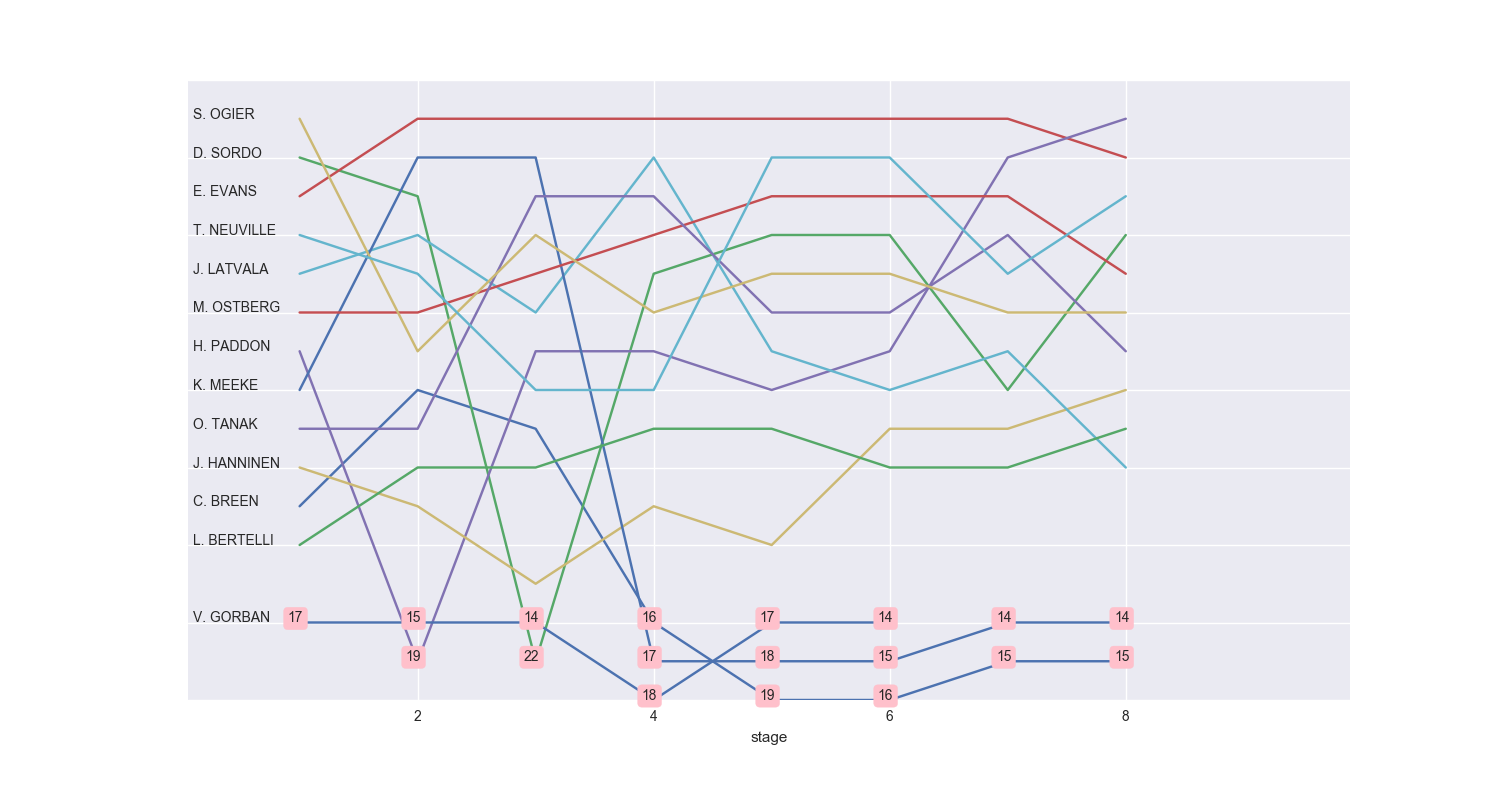 S. OGIER
D. SORDO
E. EVANS
T. NEUVILLE
J. LATVALA
M. OSTBERG
H. PADDON
K. MEEKE
O. TANAK
J. HANNINEN
C. BREEN
L. BERTELLI
V. GORBAN 17 15 14 16 17 14 14 14
19 22 17 18 15 15 15
18 19 16
2 4 6 8
stage